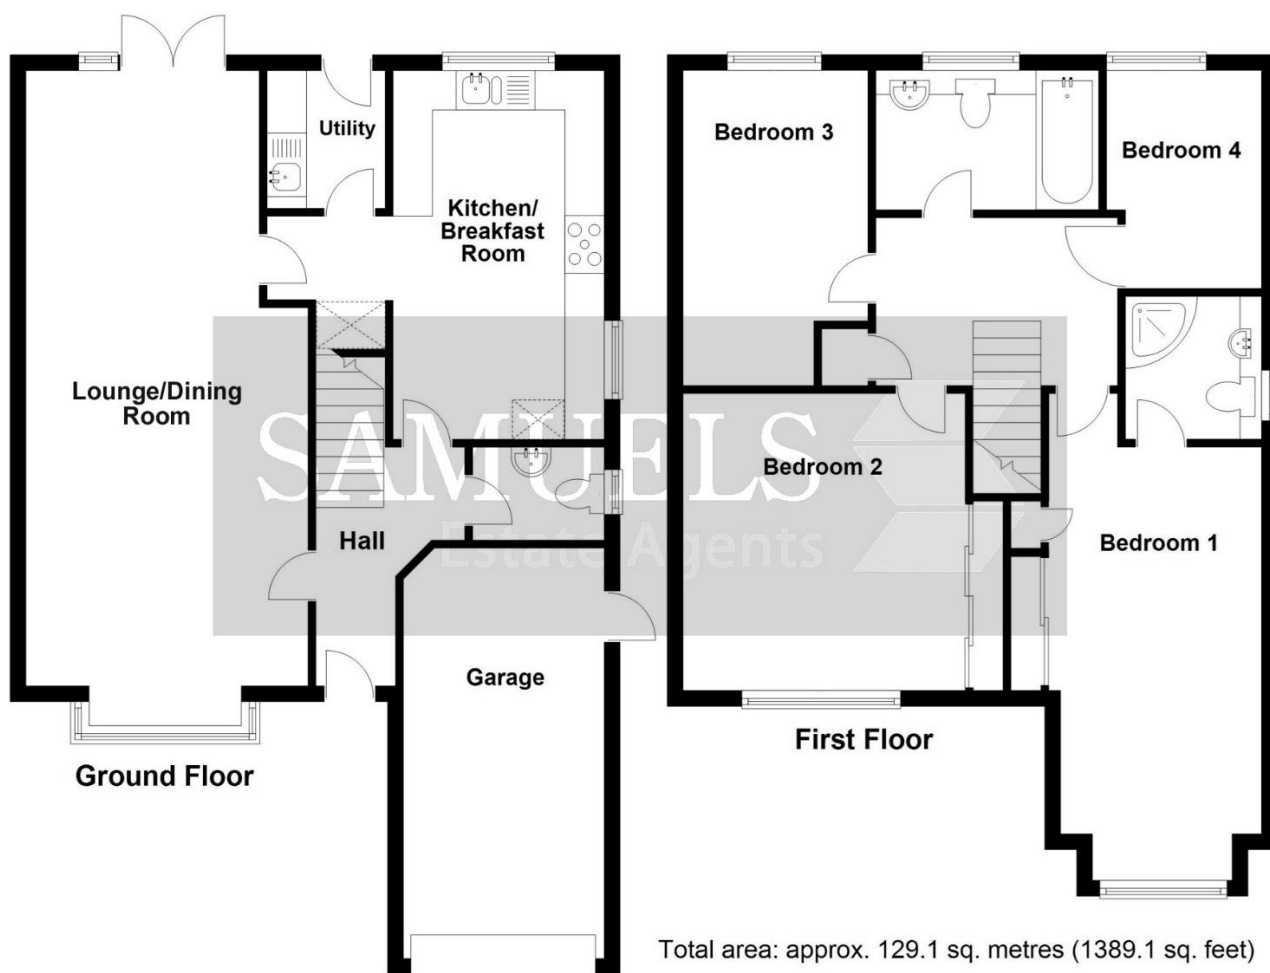 Utility
Kitchen/
Breakfast
Room
Lounge/Dining
Room
Hall
Garage
Ground Floor
Bedroom 3
Bedroom 4
Bedroom 2
Bedroom 1
First Floor
SAMUELS
Estate Agents
Total area: approx. 129.1 sq. metres (1389.1 sq. feet)